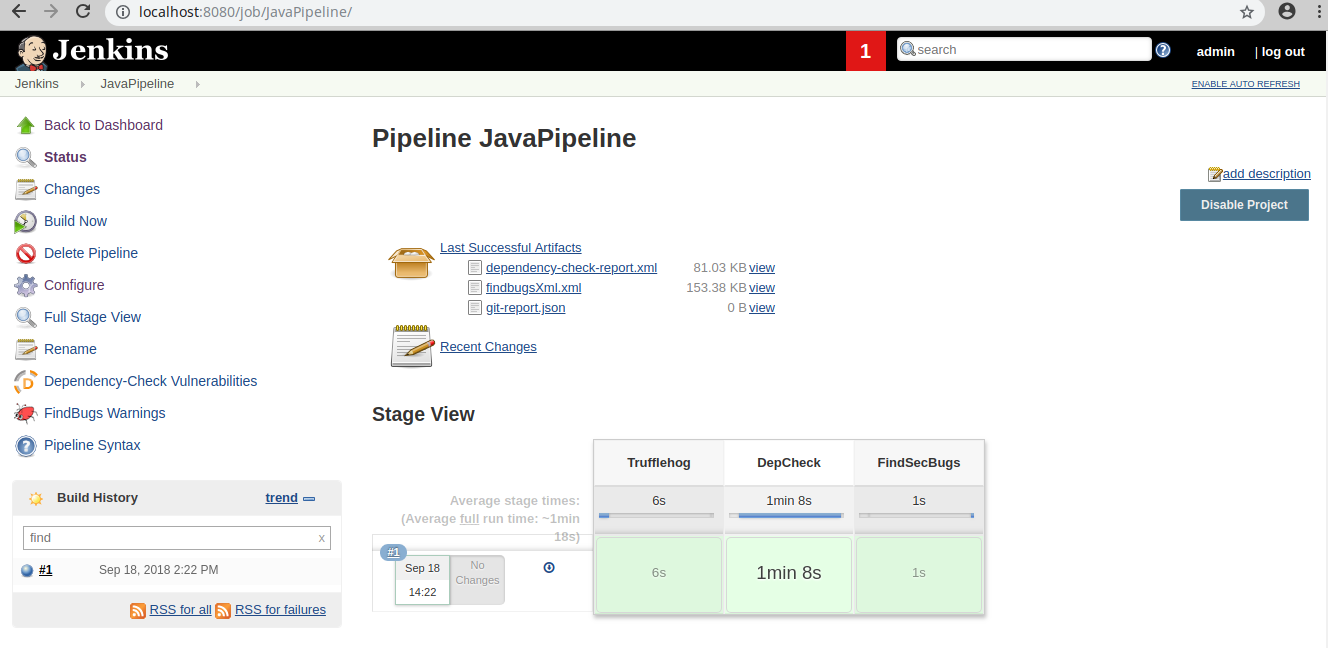 localhost:8080/job/JavaPipeline/
Jenkins
1
search
?
admin
| log out
Jenkins
JavaPipeline
ENABLE AUTO REFRESH
Back to Dashboard
Status
Changes
Build Now
Delete Pipeline
Configure
Full Stage View
Rename
D
Dependency-Check Vulnerabilities
FindBugs Warnings
?
Pipeline Syntax
Build History
trend
find
x
#1
Sep 18, 2018 2:22 PM
RSS for all
RSS for failures
Pipeline JavaPipeline
add description
Disable Project
Last Successful Artifacts
dependency-check-report.xml 81.03 KB view
findbugsXml.xml 153.38 KB view
git-report.json 0 B view
Recent Changes
Stage View
Trufflehog DepCheck FindSecBugs
Average stage times: 6s 1min 8s 1s
(Average full run time: ~1min
18s)
#1
Sep 18
14:22
No
Changes
6s 1min 8s 1s